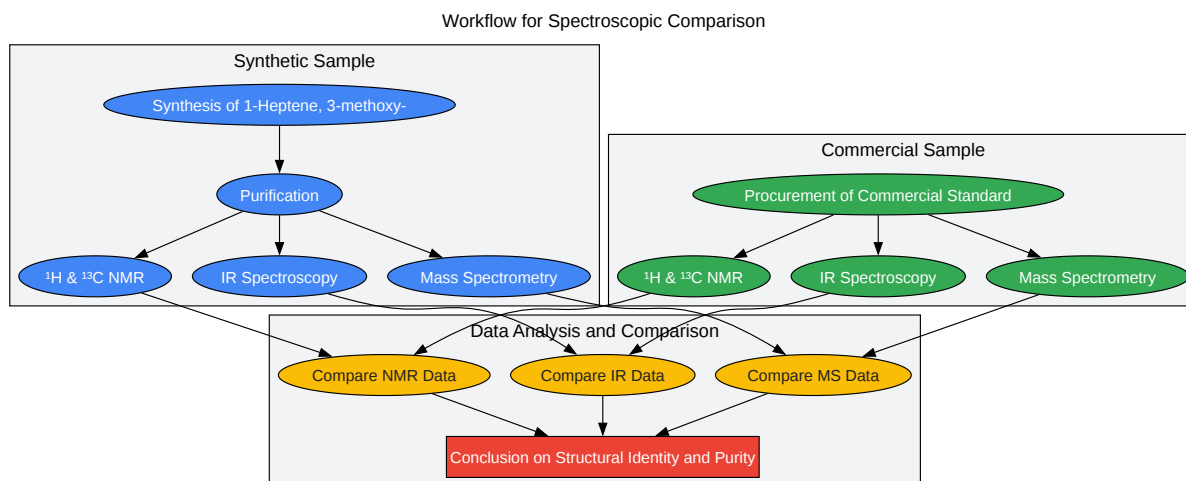 Workflow for Spectroscopic Comparison
Synthetic Sample
Synthesis of 1-Heptene, 3-methoxy-
Purification
¹H & ¹³C NMR
IR Spectroscopy
Mass Spectrometry
Commercial Sample
Procurement of Commercial Standard
¹H & ¹³C NMR
IR Spectroscopy
Mass Spectrometry
Data Analysis and Comparison
Compare NMR Data
Compare IR Data
Compare MS Data
Conclusion on Structural Identity and Purity